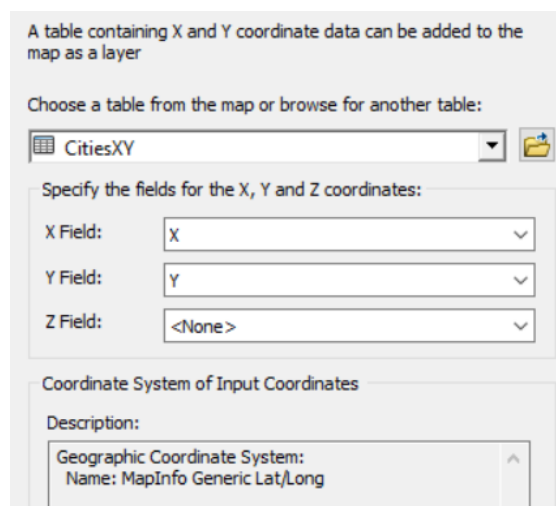 A table containing X and Y coordinate data can be added to the
map as a layer
Choose a table from the map or browse for another table:
CitiesXY
Specify the fields for the X, Y and Z coordinates:
X Field:
X
Y Field:
Y
Z Field:
<None>
Coordinate System of Input Coordinates
Description:
Geographic Coordinate System:
Name: MapInfo Generic Lat/Long